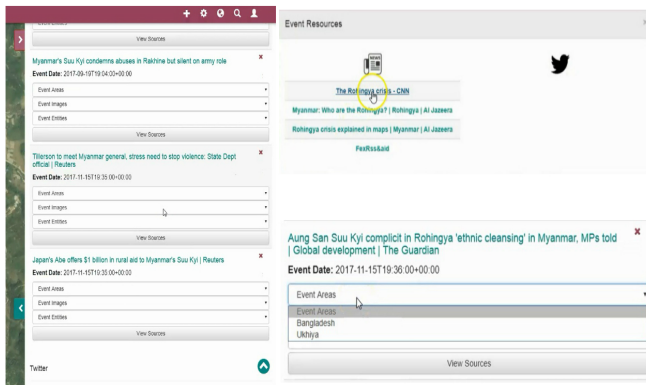 View Sources
Myanmar's Suu Kyi condemns abuses in Rakhine but silent on army role
Event Date: 2017-09-19T19:04:00+00:00
Event Areas
Event Images
Event Entities
View Sources
Tillerson to meet Myanmar general, stress need to stop violence: State Dept
official | Reuters
Event Date: 2017-11-15T19:35:00+00:00
Event Areas
Event Images
Event Entities
View Sources
Japan's Abe offers $1 billion in rural aid to Myanmar's Suu Kyi | Reuters
Event Date: 2017-11-15T19:35:00+00:00
Event Areas
Event Images
Event Entities
View Sources
Twitter
Event Resources
The Rohingya crisis - CNN
Myanmar: Who are the Rohingya? | Rohingya | Al Jazeera
Rohingya crisis explained in maps | Myanmar | Al Jazeera
FexRss&aid
Aung San Suu Kyi complicit in Rohingya 'ethnic cleansing' in Myanmar, MPs told
| Global development | The Guardian
Event Date: 2017-11-15T19:36:00+00:00
Event Areas
Event Areas
Bangladesh
Ukhiya
View Sources